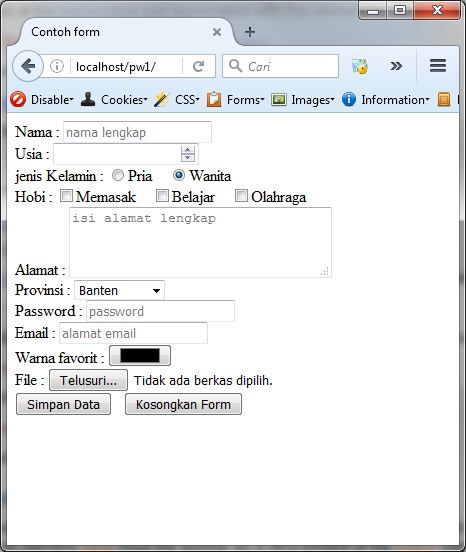 Contoh form
localhost/pw1/ Cari
Disable Cookies CSS Forms Images Information
Nama : nama lengkap
Usia :
jenis Kelamin : Pria Wanita
Hobi : Memasak Belajar Olahraga
isi alamat lengkap
Alamat :
Provinsi : Banten
Password : password
Email : alamat email
Warna favorit :
File : Telusuri... Tidak ada berkas dipilih.
Simpan Data Kosongkan Form